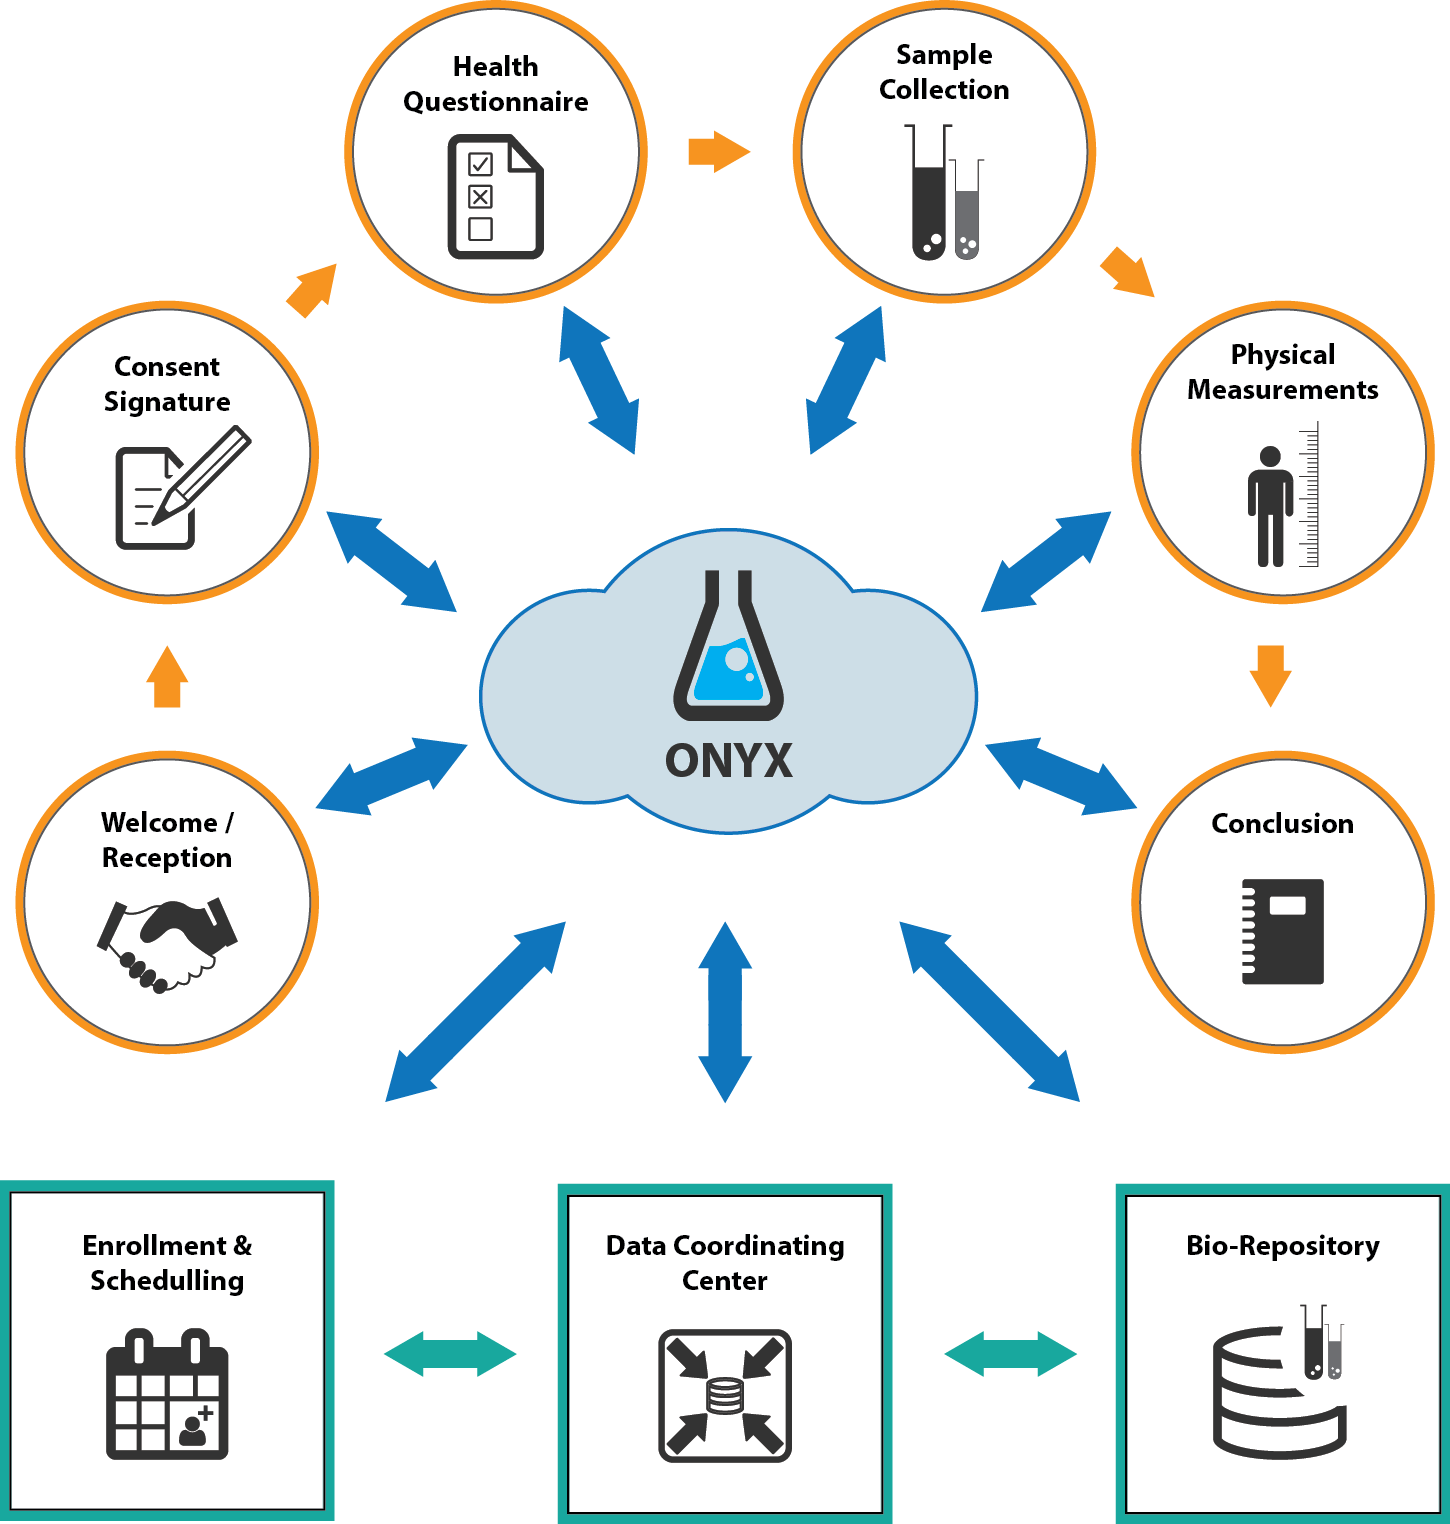 Health
Questionnaire
Sample
Collection
Consent
Signature
Physical
Measurements
ONYX
Welcome /
Reception
Conclusion
Enrollment &
Schedulling
Data Coordinating
Center
Bio-Repository